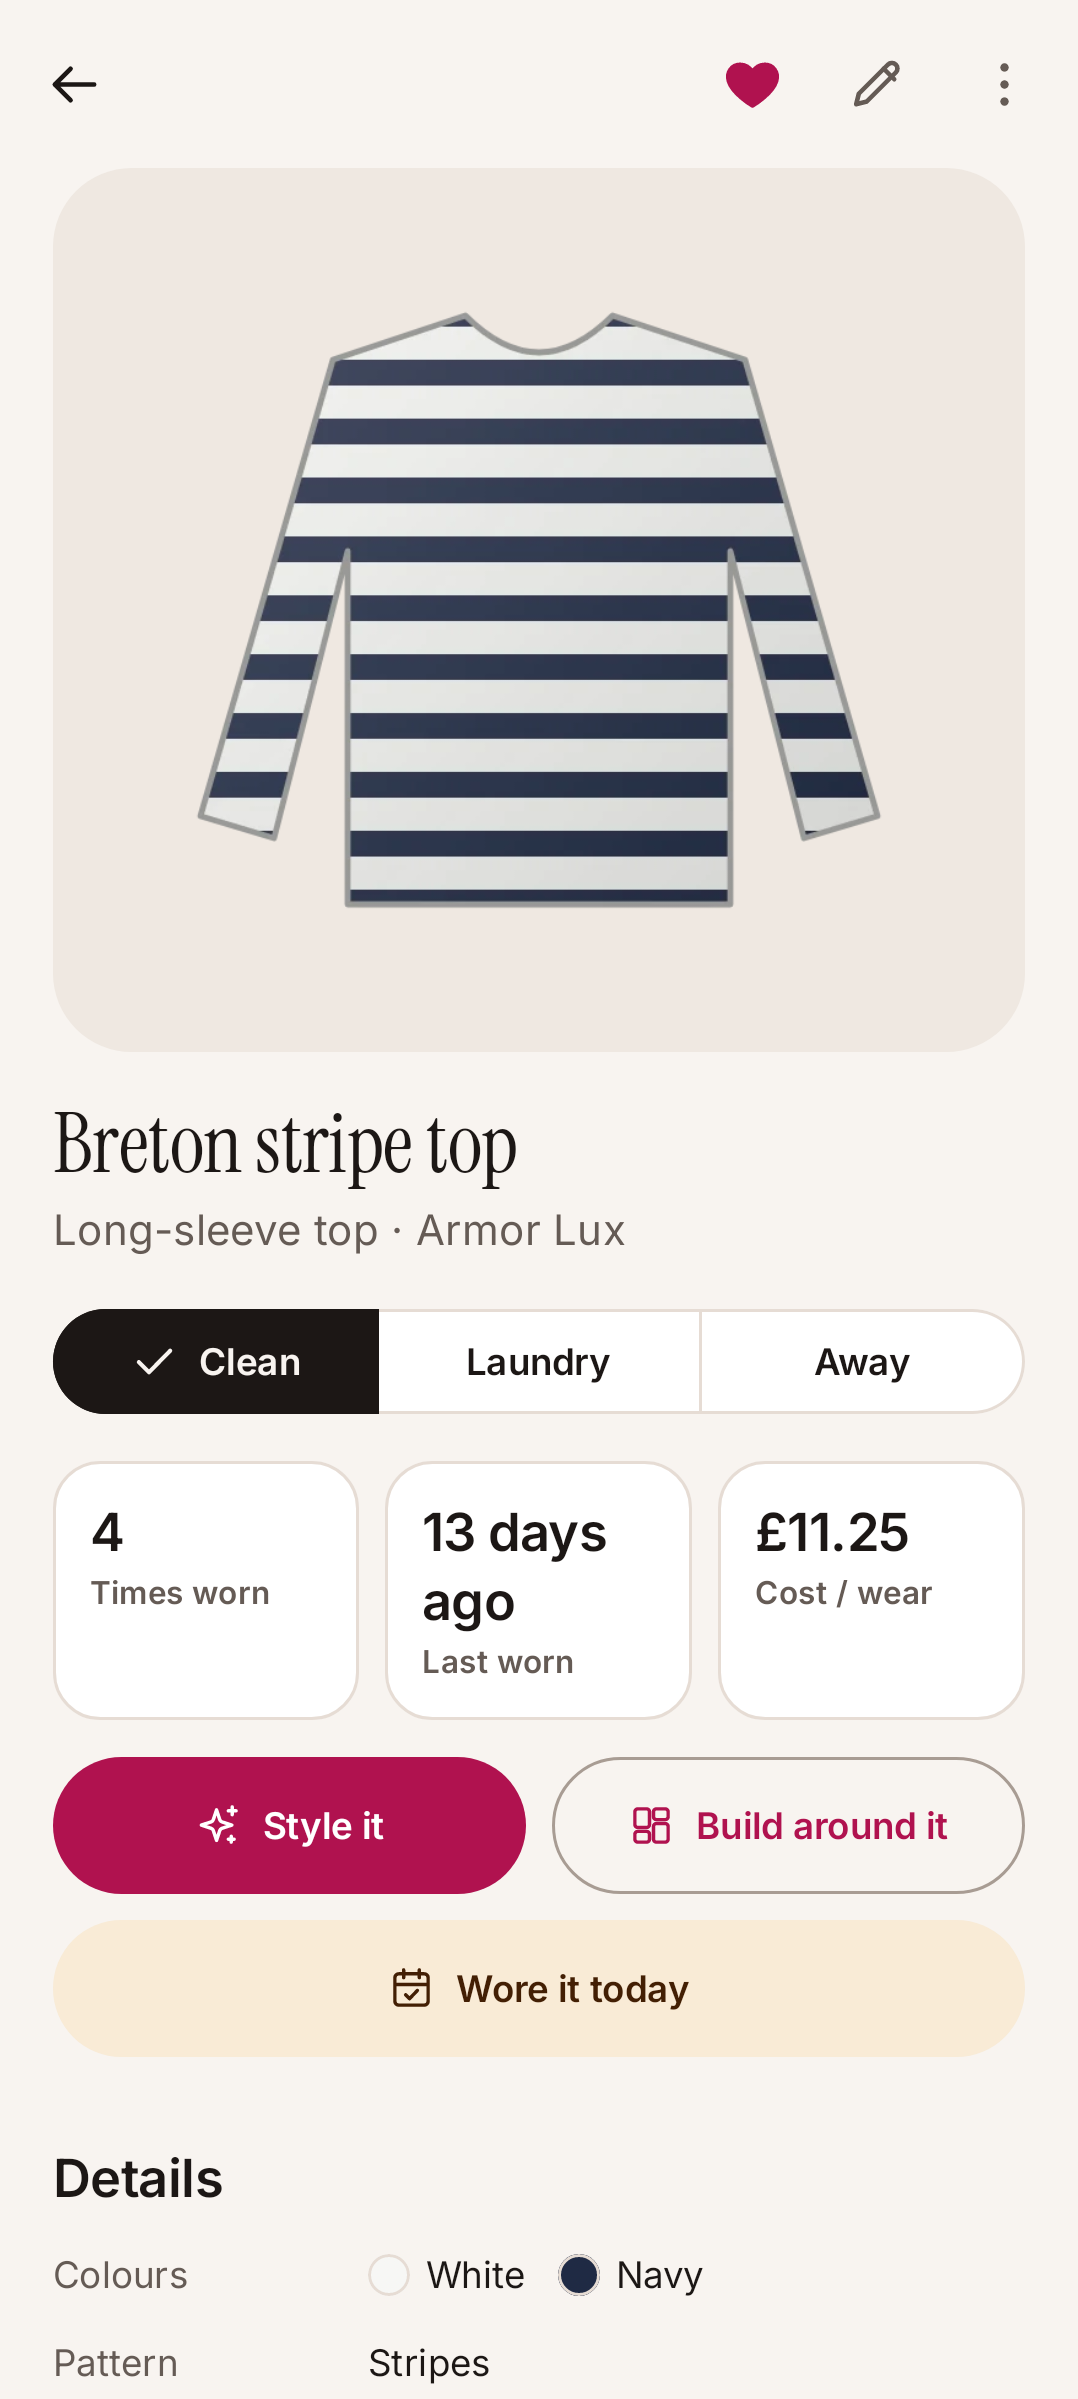 Breton stripe top
Long-sleeve top · Armor Lux
Clean
Laundry
Away
4
Times worn
13 days
ago
Last worn
£11.25
Cost / wear
Style it
Build around it
Wore it today
Details
Colours
White
Navy
Pattern
Stripes